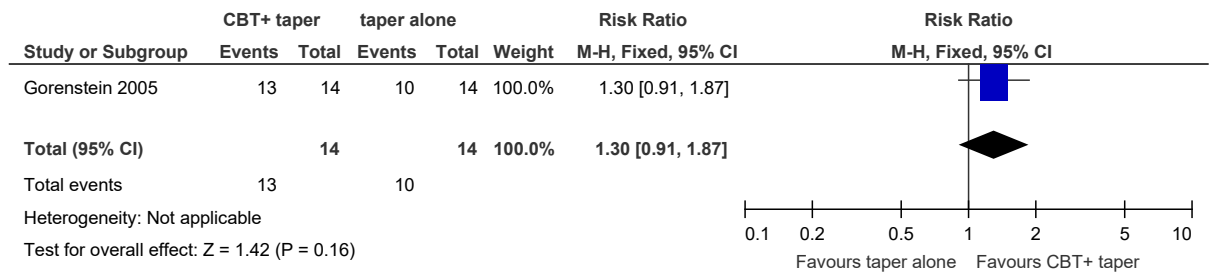 CBT+ taper taper alone Risk Ratio Risk Ratio
Study or Subgroup Events Total Events Total Weight M-H, Fixed, 95% CI M-H, Fixed, 95% CI
Gorenstein 2005 13 14 10 14 100.0% 1.30 [0.91, 1.87]
Total (95% CI) 14 14 100.0% 1.30 [0.91, 1.87]
Total events 13 10
Heterogeneity: Not applicable
Test for overall effect: Z = 1.42 (P = 0.16)
0.1 0.2 0.5 1 2 5 10
Favours taper alone Favours CBT+ taper